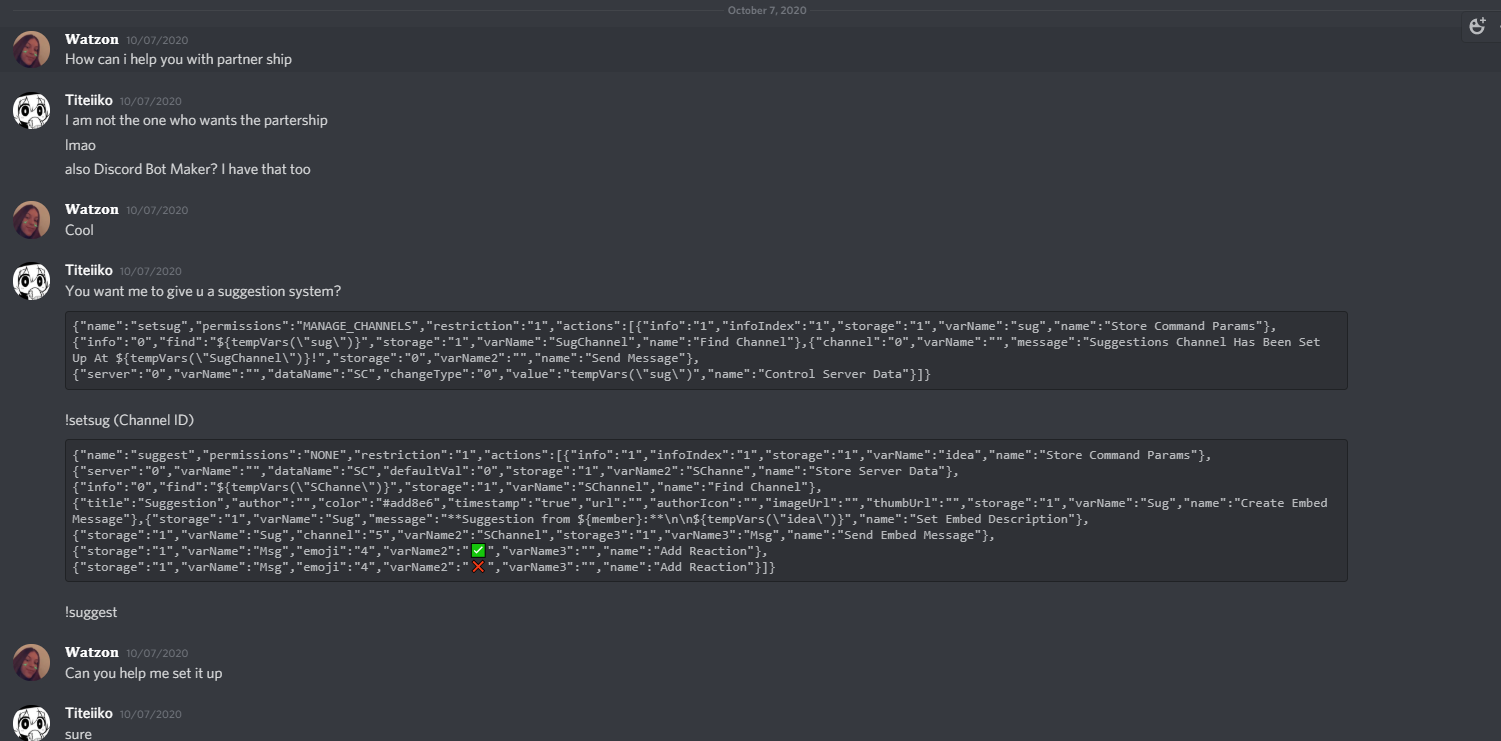 October 7, 2020
Watzon 10/07/2020
How can i help you with partner ship
Titeiiko 10/07/2020
I am not the one who wants the partership
lmao
also Discord Bot Maker? I have that too
Watzon 10/07/2020
Cool
Titeiiko 10/07/2020
You want me to give u a suggestion system?
{"name":"setsug","permissions":"MANAGE_CHANNELS","restriction":"1","actions":[{"info":"1","infoIndex":"1","storage":"1","varName":"sug","name":"Store Command Params"},
{"info":"0","find":"${tempVars(\"sug\")}","storage":"1","varName":"SugChannel","name":"Find Channel"},{"channel":"0","varName":"","message":"Suggestions Channel Has Been Set
Up At ${tempVars(\"SugChannel\")}!","storage":"0","varName2":"","name":"Send Message"},
{"server":"0","varName":"","dataName":"SC","changeType":"0","value":"tempVars(\"sug\")","name":"Control Server Data"}]}
!setsug (Channel ID)
{"name":"suggest","permissions":"NONE","restriction":"1","actions":[{"info":"1","infoIndex":"1","storage":"1","varName":"idea","name":"Store Command Params"},
{"server":"0","varName":"","dataName":"SC","defaultVal":"0","storage":"1","varName2":"SChanne","name":"Store Server Data"},
{"info":"0","find":"${tempVars(\"SChanne\")}","storage":"1","varName":"SChannel","name":"Find Channel"},
{"title":"Suggestion","author":"","color":"#add8e6","timestamp":"true","url":"","authorIcon":"","imageUrl":"","thumbUrl":"","storage":"1","varName":"Sug","name":"Create Embed
Message"},{"storage":"1","varName":"Sug","message":"**Suggestion from ${member}:**\n\n${tempVars(\"idea\")}","name":"Set Embed Description"},
{"storage":"1","varName":"Sug","channel":"5","varName2":"SChannel","storage3":"1","varName3":"Msg","name":"Send Embed Message"},
{"storage":"1","varName":"Msg","emoji":"4","varName2":"✅","varName3":"","name":"Add Reaction"},
{"storage":"1","varName":"Msg","emoji":"4","varName2":"❌","varName3":"","name":"Add Reaction"}]}
!suggest
Watzon 10/07/2020
Can you help me set it up
Titeiiko 10/07/2020
sure